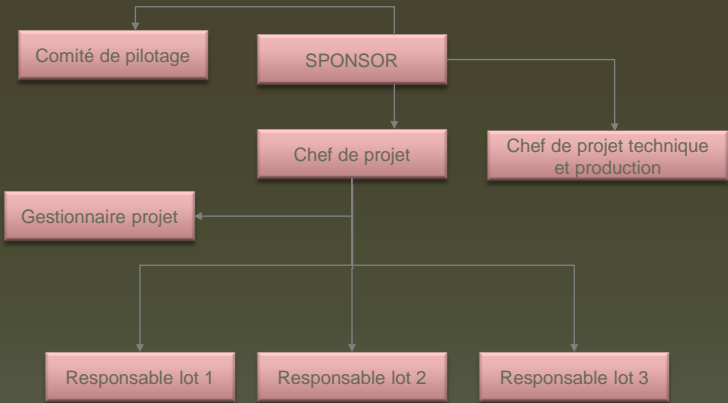 Comité de pilotage
SPONSOR
Chef de projet
Chef de projet technique
et production
Gestionnaire projet
Responsable lot 1
Responsable lot 2
Responsable lot 3